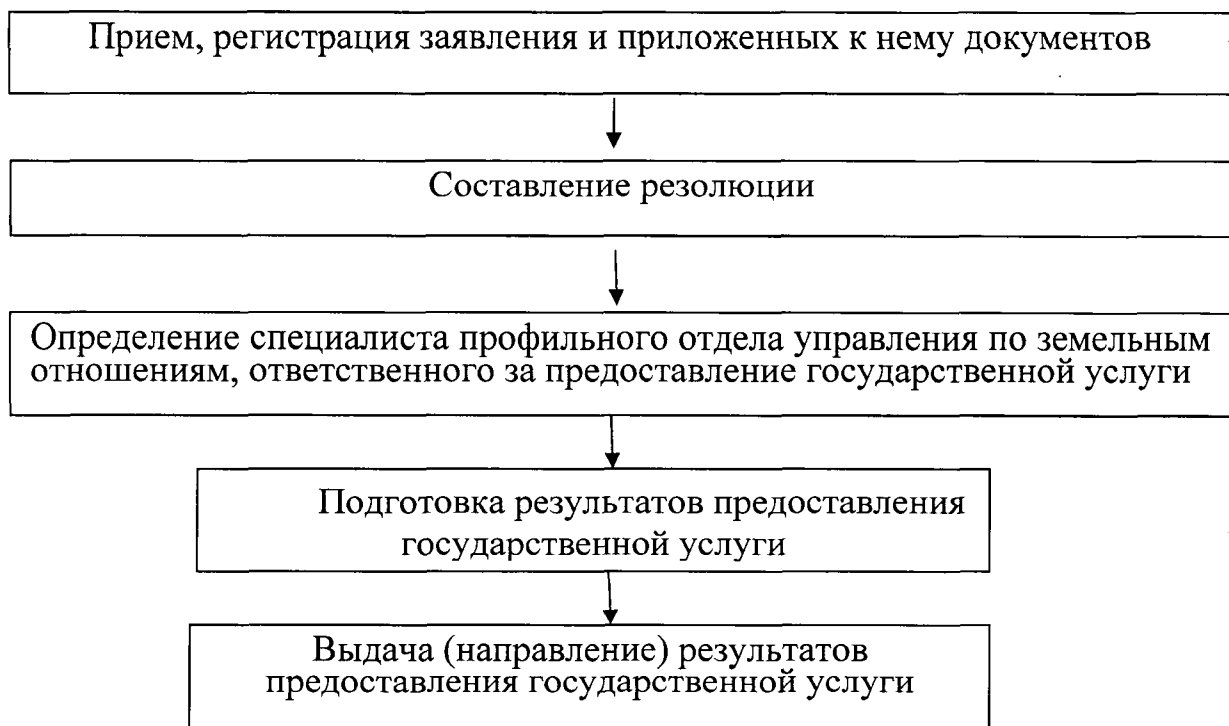 Прием, регистрация заявления и приложенных к нему документов
Составление резолюции
Определение специалиста профильного отдела управления по земельным
отношениям, ответственного за предоставление государственной услуги
Подготовка результатов предоставления
государственной услуги
Выдача (направление) результатов
предоставления государственной услуги